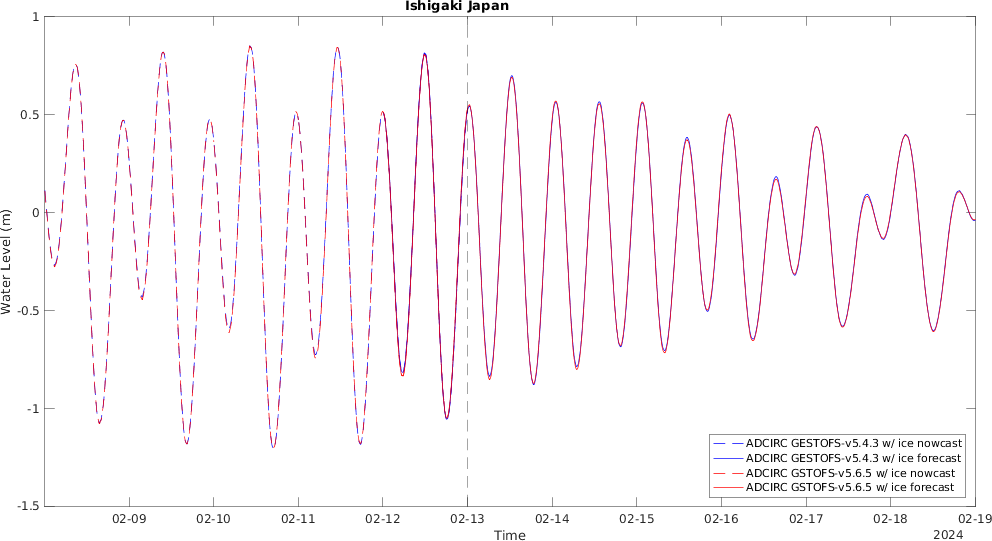 Ishigaki Japan
1
0.5
0
-0.5
-1
-1.5
Water Level (m)
02-09
02-10
02-11
02-12
02-13
02-14
02-15
02-16
02-17
02-18
02-19
Time
2024
ADCIRC GESTOFS-v5.4.3 w/ ice nowcast
ADCIRC GESTOFS-v5.4.3 w/ ice forecast
ADCIRC GSTOFS-v5.6.5 w/ ice nowcast
ADCIRC GSTOFS-v5.6.5 w/ ice forecast